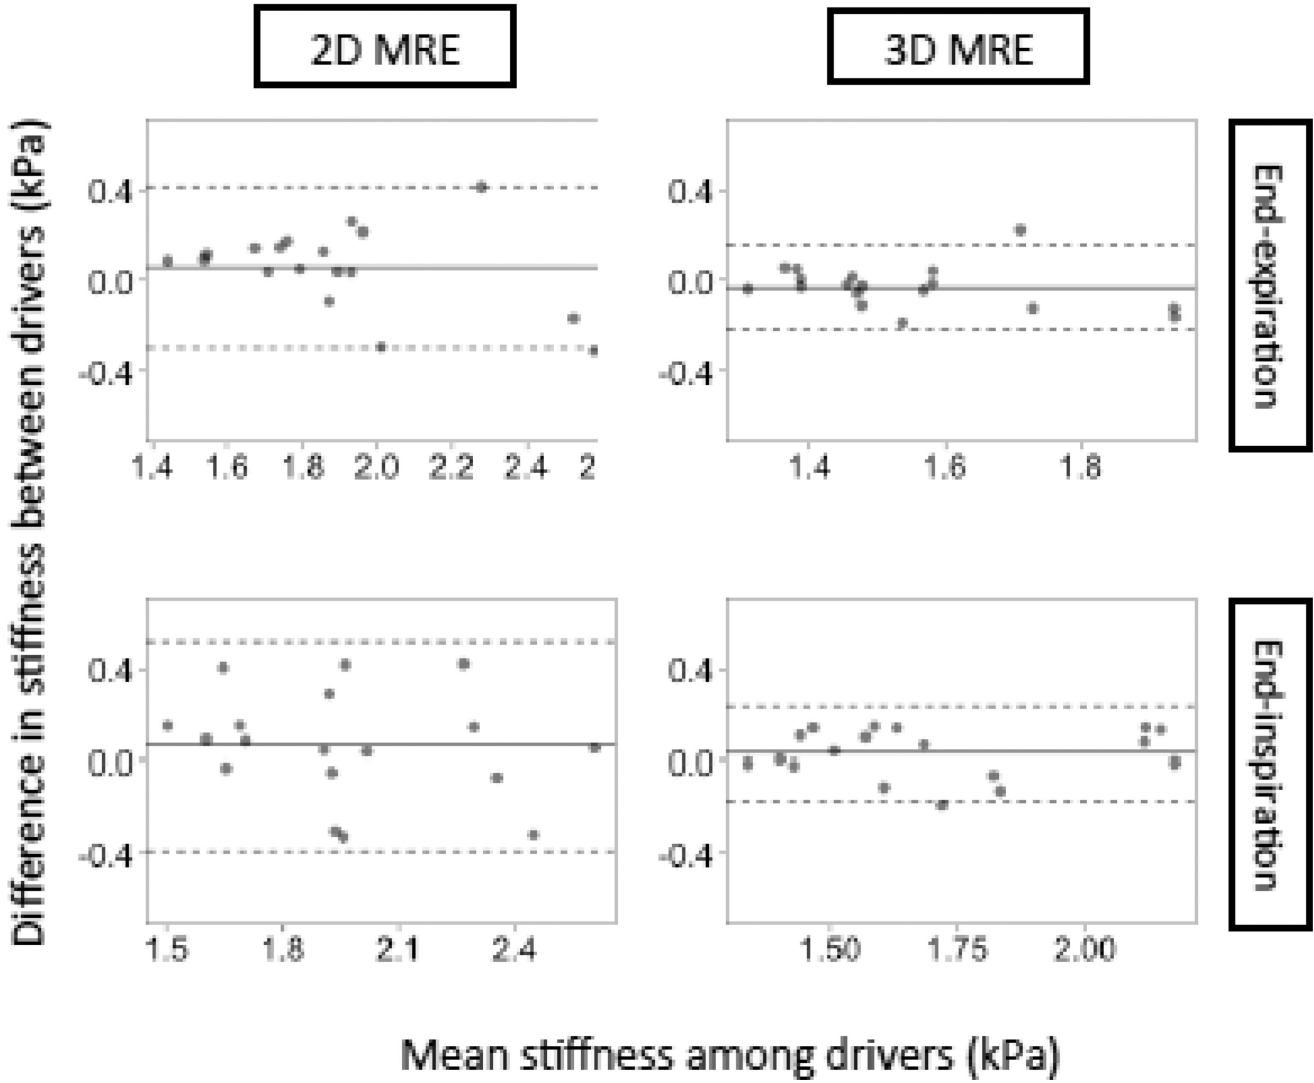 2D MRE
3D MRE
Difference in stiffness between drivers (kPa)
0.4
0.0
-0.4
1.4 1.6 1.8 2.0 2.2 2.4 2
0.4
0.0
-0.4
1.4 1.6 1.8
End-expiration
0.4
0.0
-0.4
1.5 1.8 2.1 2.4
0.4
0.0
-0.4
1.50 1.75 2.00
End-inspiration
Mean stiffness among drivers (kPa)